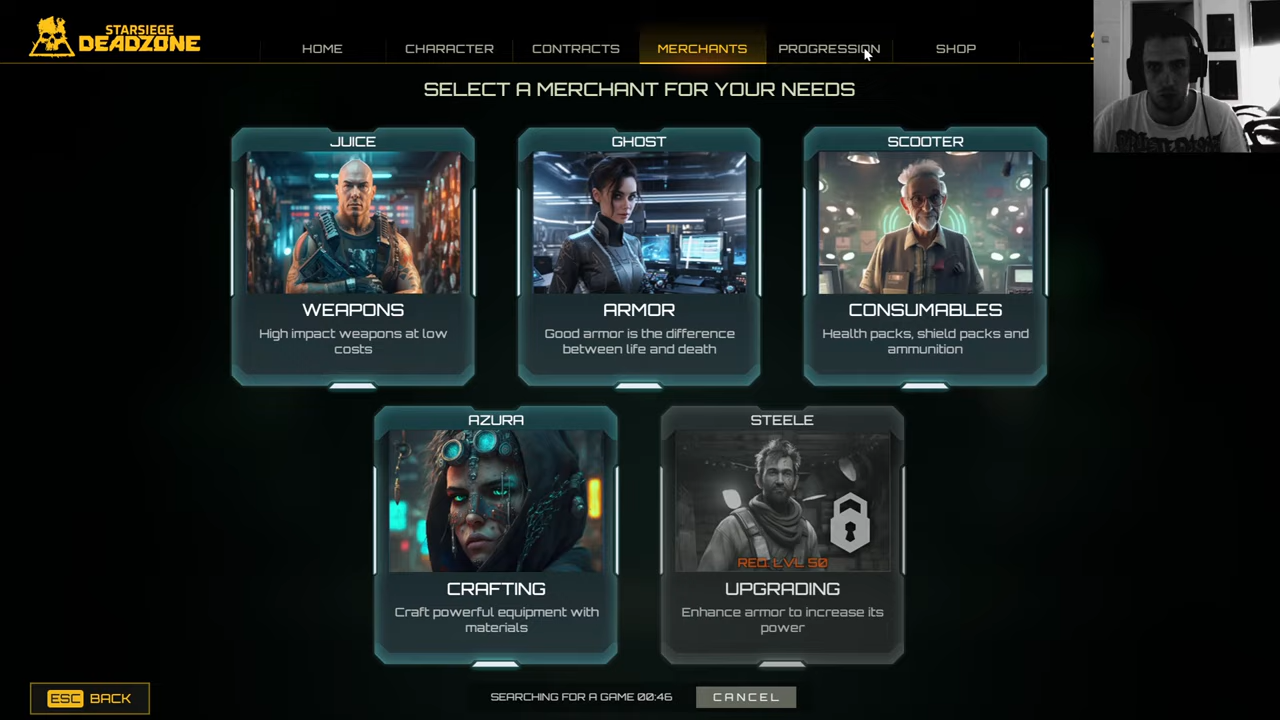 STARSIEGE
DEADZONE
HOME
CHARACTER
CONTRACTS
MERCHANTS
PROGRESSION
SHOP
SELECT A MERCHANT FOR YOUR NEEDS
JUICE
WEAPONS
High impact weapons at low
costs
GHOST
ARMOR
Good armor is the difference
between life and death
SCOOTER
CONSUMABLES
Health packs, shield packs and
ammunition
AZURA
CRAFTING
Craft powerful equipment with
materials
STEELE
REQ. LVL 50
UPGRADING
Enhance armor to increase its
power
ESC BACK
SEARCHING FOR A GAME 00:46
CANCEL